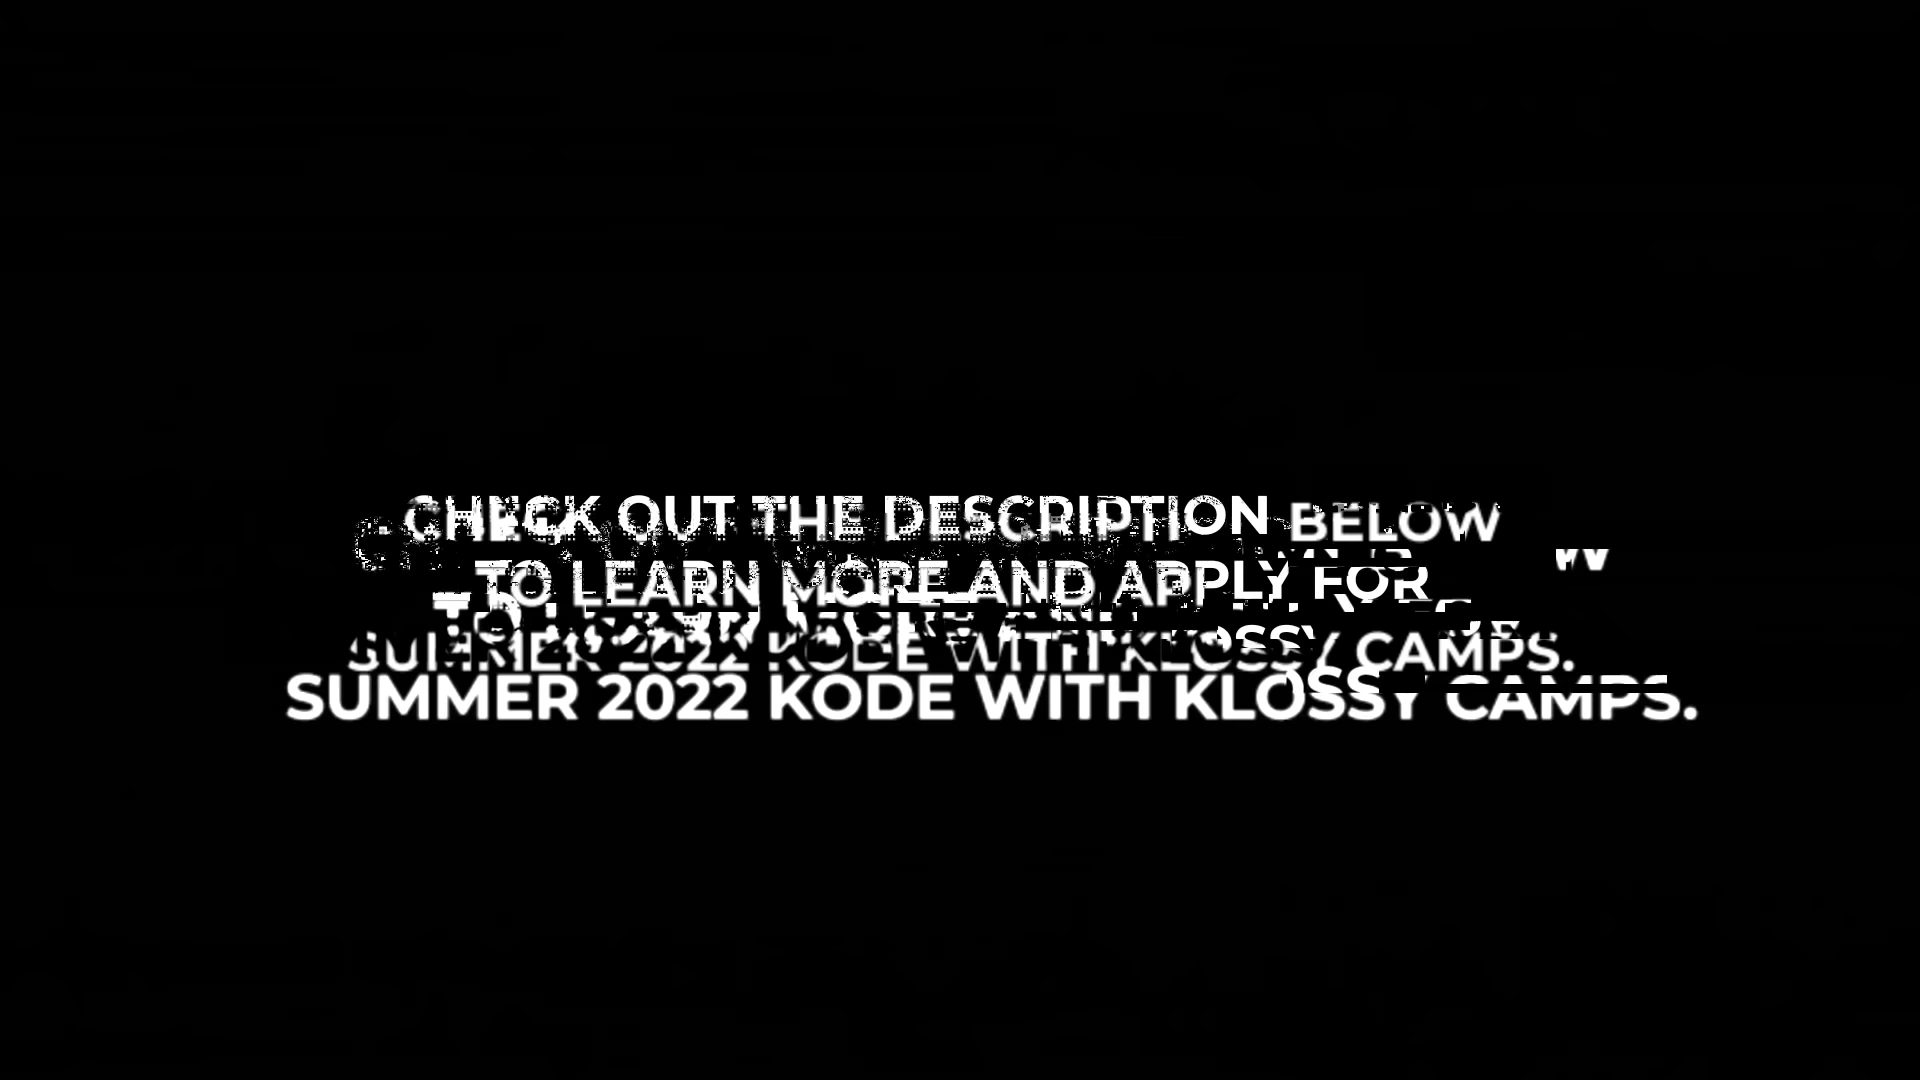 CHECK OUT THE DESCRIPTION BELOW
TO LEARN MORE AND APPLY FOR
SUMMER 2022 KODE WITH KLOSSY CAMPS.
SUMMER 2022 KODE WITH KLOSSY CAMPS.